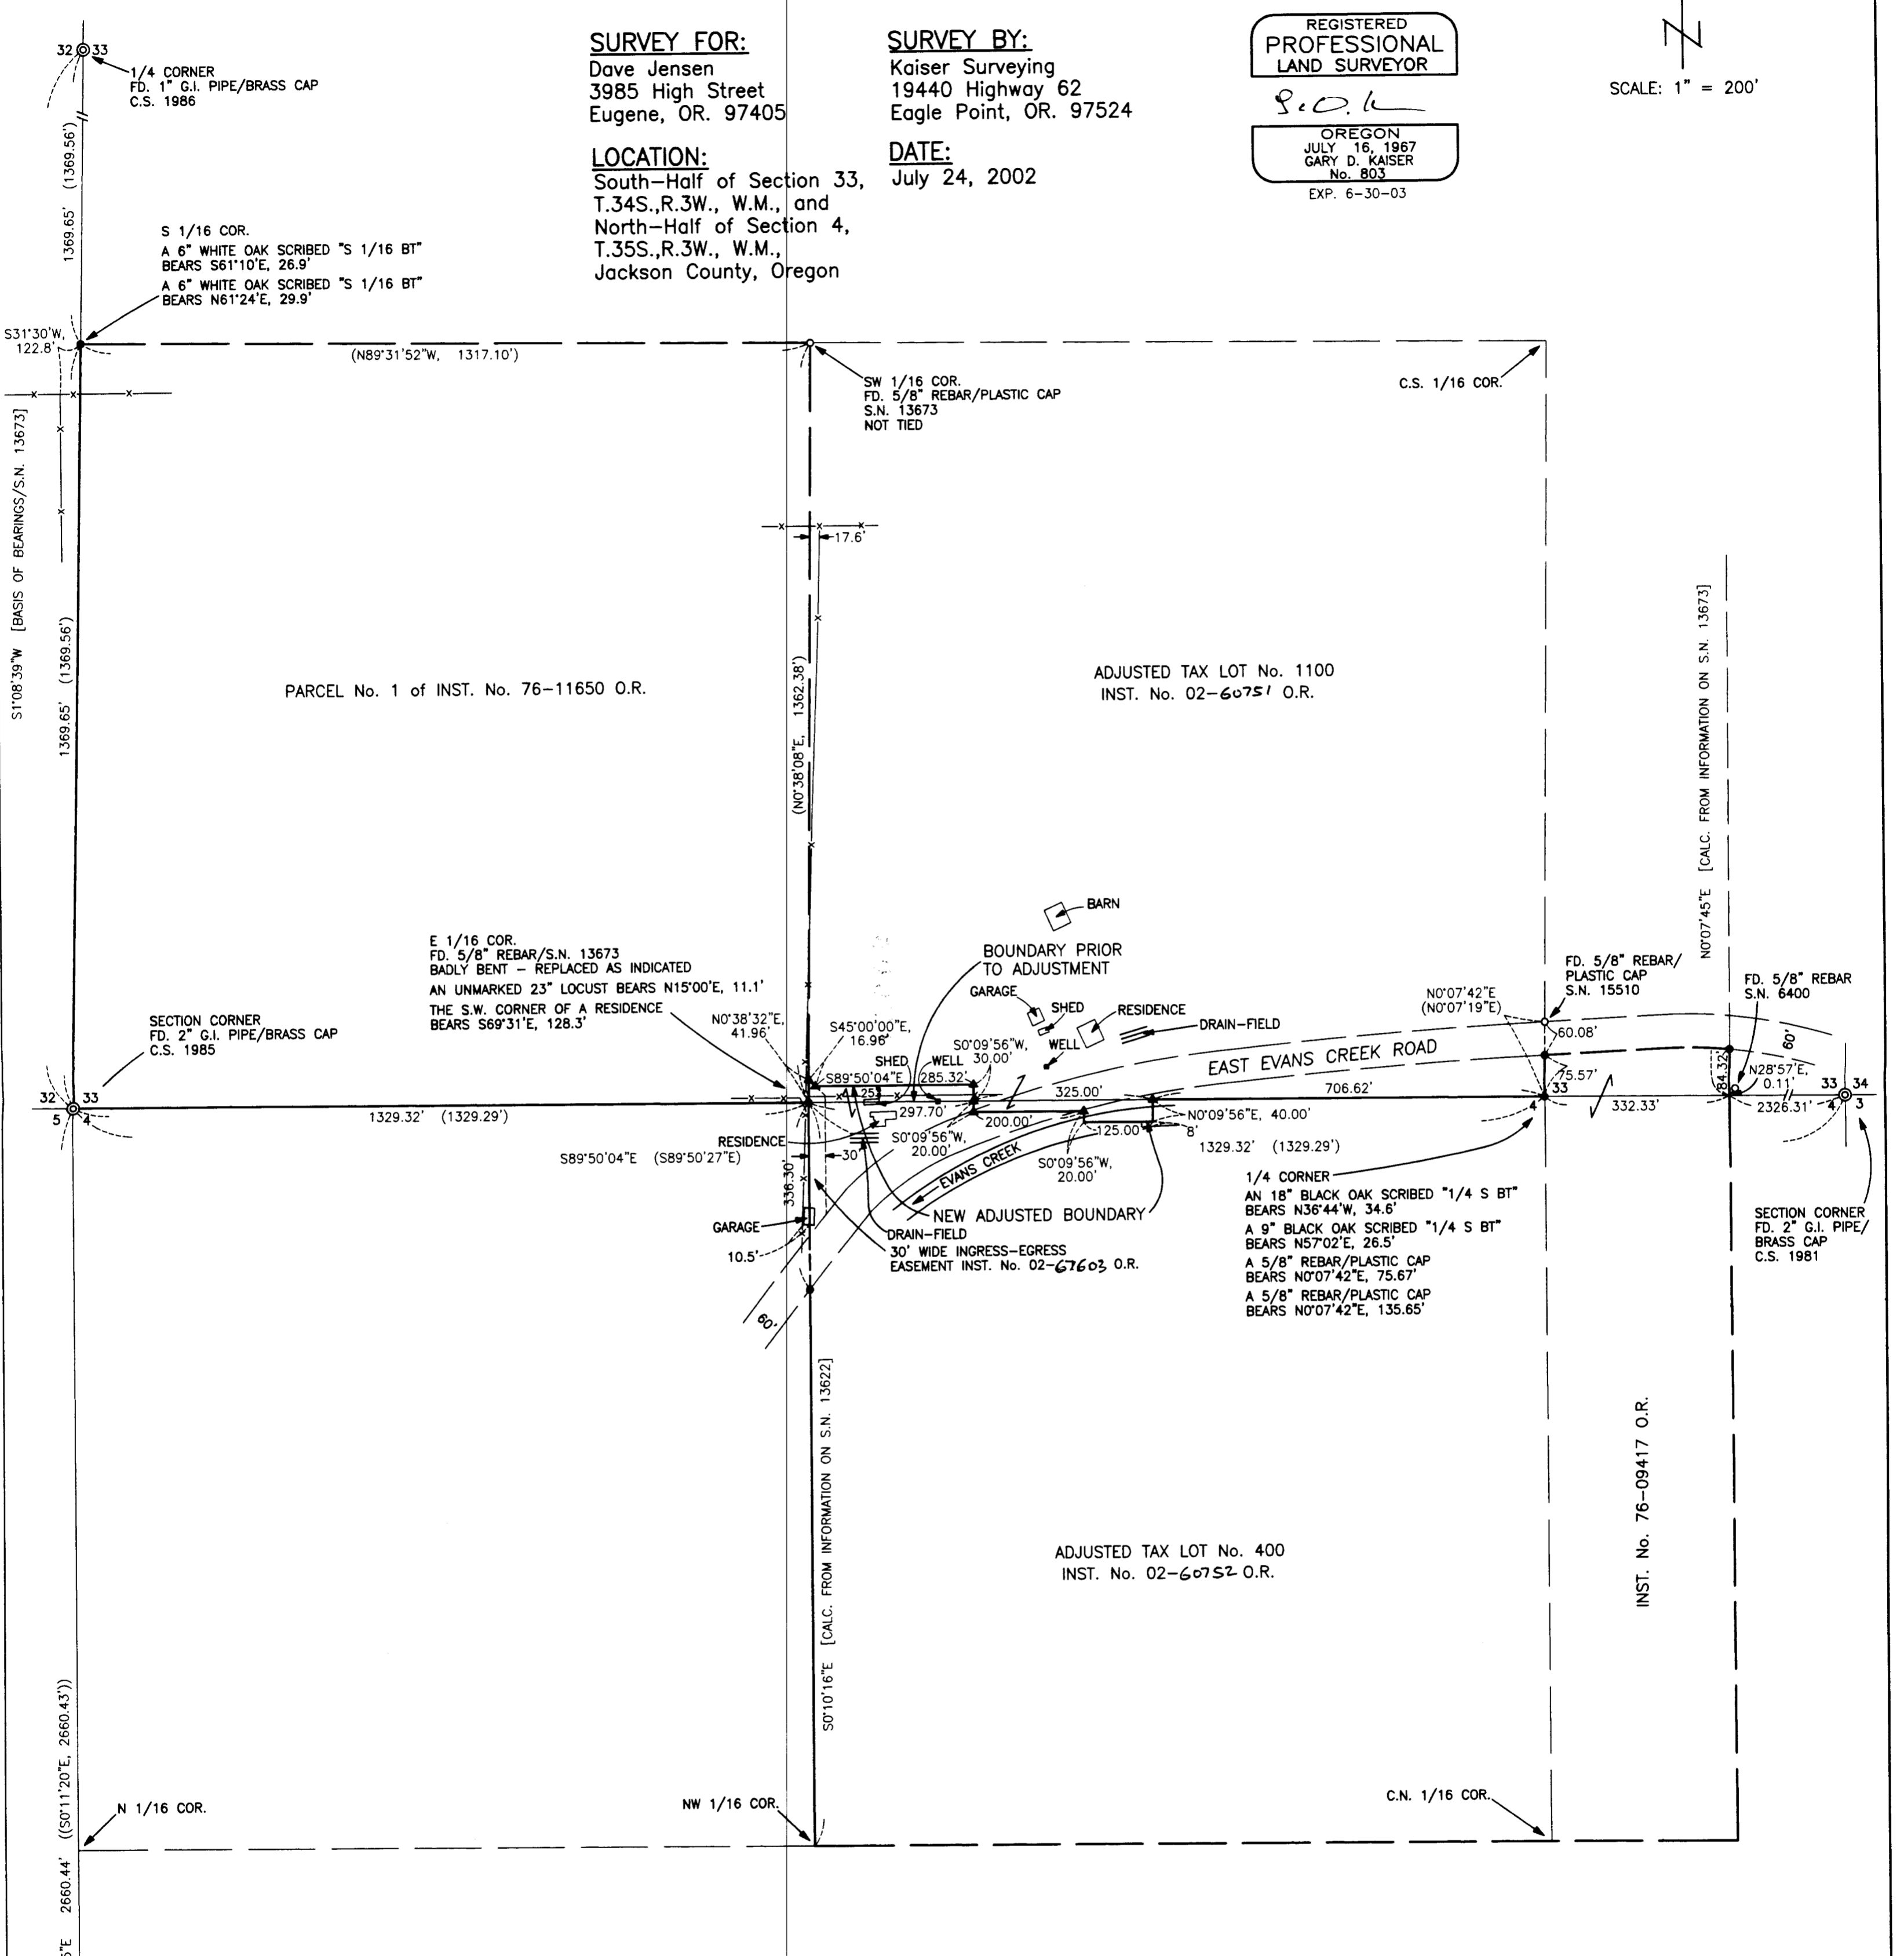 SURVEY FOR:
Dave Jensen
3985 High Street
Eugene, OR. 97405
LOCATION:
South-Half of Section 33,
T.34S.,R.3W., W.M., and
North-Half of Section 4,
T.35S.,R.3W., W.M.,
Jackson County, Oregon
SURVEY BY:
Kaiser Surveying
19440 Highway 62
Eagle Point, OR. 97524
DATE:
July 24, 2002
REGISTERED
PROFESSIONAL
LAND SURVEYOR
OREGON
JULY 16, 1967
GARY D. KAISER
No. 803
EXP. 6-30-03
N
SCALE: 1" = 200'
32 33
1/4 CORNER
FD. 1" G.I. PIPE/BRASS CAP
C.S. 1986
1369.65' (1369.56')
S 1/16 COR.
A 6" WHITE OAK SCRIBED "S 1/16 BT"
BEARS S61°10'E, 26.9'
A 6" WHITE OAK SCRIBED "S 1/16 BT"
BEARS N61°24'E, 29.9'
S31°30'W,
122.8'
(N89°31'52"W, 1317.10')
SW 1/16 COR.
FD. 5/8" REBAR/PLASTIC CAP
S.N. 13673
NOT TIED
C.S. 1/16 COR.
S1°08'39"W [BASIS OF BEARINGS/S.N. 13673]
1369.65' (1369.56')
17.6'
(N0°38'08"E, 1362.38')
PARCEL No. 1 of INST. No. 76-11650 O.R.
ADJUSTED TAX LOT No. 1100
INST. No. 02-60751 O.R.
N0°07'45"E [CALC. FROM INFORMATION ON S.N. 13673]
BARN
BOUNDARY PRIOR
TO ADJUSTMENT
GARAGE
SHED
RESIDENCE
DRAIN-FIELD
WELL
E 1/16 COR.
FD. 5/8" REBAR/S.N. 13673
BADLY BENT - REPLACED AS INDICATED
AN UNMARKED 23" LOCUST BEARS N15°00'E, 11.1'
THE S.W. CORNER OF A RESIDENCE
BEARS S69°31'E, 128.3'
N0°38'32"E,
41.96'
S45°00'00"E,
16.96'
SHED
WELL
S0°09'56"W,
30.00'
EAST EVANS CREEK ROAD
N0°07'42"E
(N0°07'19"E)
FD. 5/8" REBAR/
PLASTIC CAP
S.N. 15510
FD. 5/8" REBAR
S.N. 6400
60.08'
60'
SECTION CORNER
FD. 2" G.I. PIPE/BRASS CAP
C.S. 1985
32 33
5 4
S89°50'04"E 285.32'
25'
297.70'
325.00'
706.62'
75.57'
33
4
84.32'
N28°57'E,
0.11'
332.33'
2326.31'
33 34
4 3
1329.32' (1329.29')
S89°50'04"E (S89°50'27"E)
RESIDENCE
30'
S0°09'56"W,
20.00'
200.00'
125.00'
8'
N0°09'56"E, 40.00'
1329.32' (1329.29')
S0°09'56"W,
20.00'
EVANS CREEK
336.30'
NEW ADJUSTED BOUNDARY
GARAGE
10.5'
DRAIN-FIELD
30' WIDE INGRESS-EGRESS
EASEMENT INST. No. 02-67603 O.R.
60'
1/4 CORNER
AN 18" BLACK OAK SCRIBED "1/4 S BT"
BEARS N36°44'W, 34.6'
A 9" BLACK OAK SCRIBED "1/4 S BT"
BEARS N57°02'E, 26.5'
A 5/8" REBAR/PLASTIC CAP
BEARS N0°07'42"E, 75.67'
A 5/8" REBAR/PLASTIC CAP
BEARS N0°07'42"E, 135.65'
SECTION CORNER
FD. 2" G.I. PIPE/
BRASS CAP
C.S. 1981
S0°10'16"E [CALC. FROM INFORMATION ON S.N. 13622]
INST. No. 76-09417 O.R.
ADJUSTED TAX LOT No. 400
INST. No. 02-60752 O.R.
2660.44' ((S0°11'20"E, 2660.43'))
N 1/16 COR.
NW 1/16 COR.
C.N. 1/16 COR.